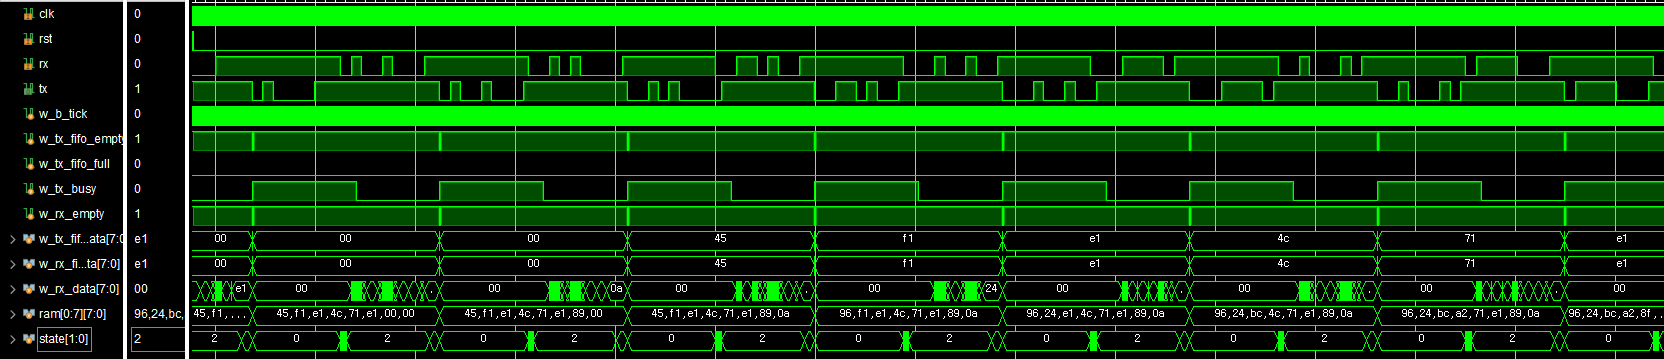 clk 0
rst 0
rx 0
tx 1
w_b_tick 0
w_tx_fifo_empty 1
w_tx_fifo_full 0
w_tx_busy 0
w_rx_empty 1
w_tx_fif...ata[7:0 e1 00 00 00 45 f1 e1 4c 71 e1
w_rx_fi...ta[7:0] e1 00 00 00 45 f1 e1 4c 71 e1
w_rx_data[7:0] 00 e1 00 . 00 0a 00 . 00 24 00 . 00 . 00 . 00
ram[0:7][7:0] 96,24,bc, 45,f1,... 45,f1,e1,4c,71,e1,00,00 45,f1,e1,4c,71,e1,89,00 45,f1,e1,4c,71,e1,89,0a 96,f1,e1,4c,71,e1,89,0a 96,24,e1,4c,71,e1,89,0a 96,24,bc,4c,71,e1,89,0a 96,24,bc,a2,71,e1,89,0a 96,24,bc,a2,8f,..
state[1:0] 2 2 0 2 0 2 0 2 0 2 0 2 0 2 0 2 0